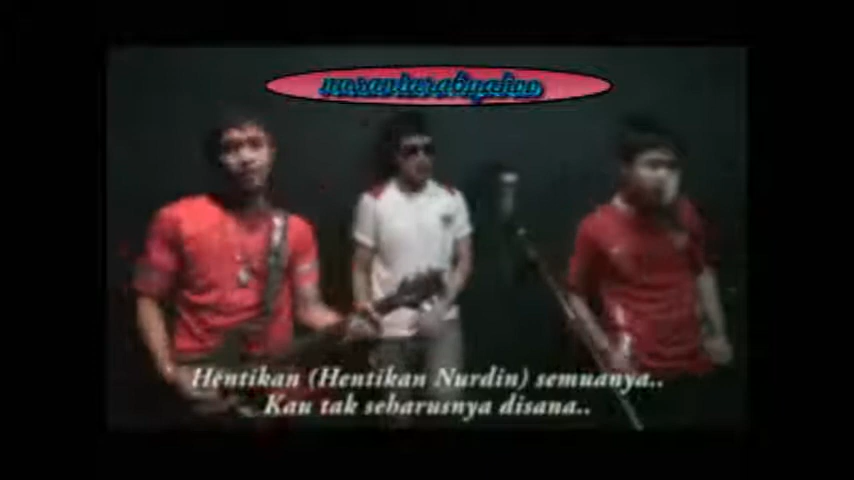 Hentikan (Hentikan Nurdin) semuanya..
Kau tak seharusnya disana..